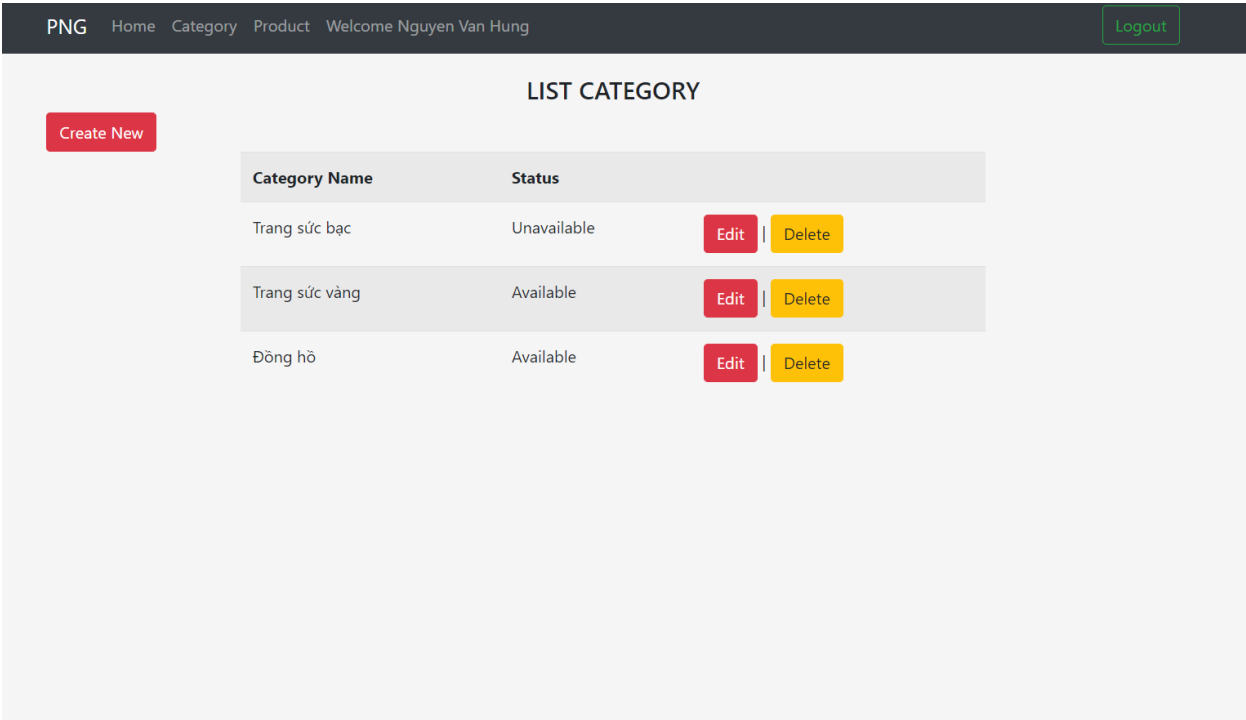 PNG Home Category Product Welcome Nguyen Van Hung Logout
LIST CATEGORY
Create New
Category Name Status
Trang sức bạc Unavailable Edit | Delete
Trang sức vàng Available Edit | Delete
Đồng hồ Available Edit | Delete